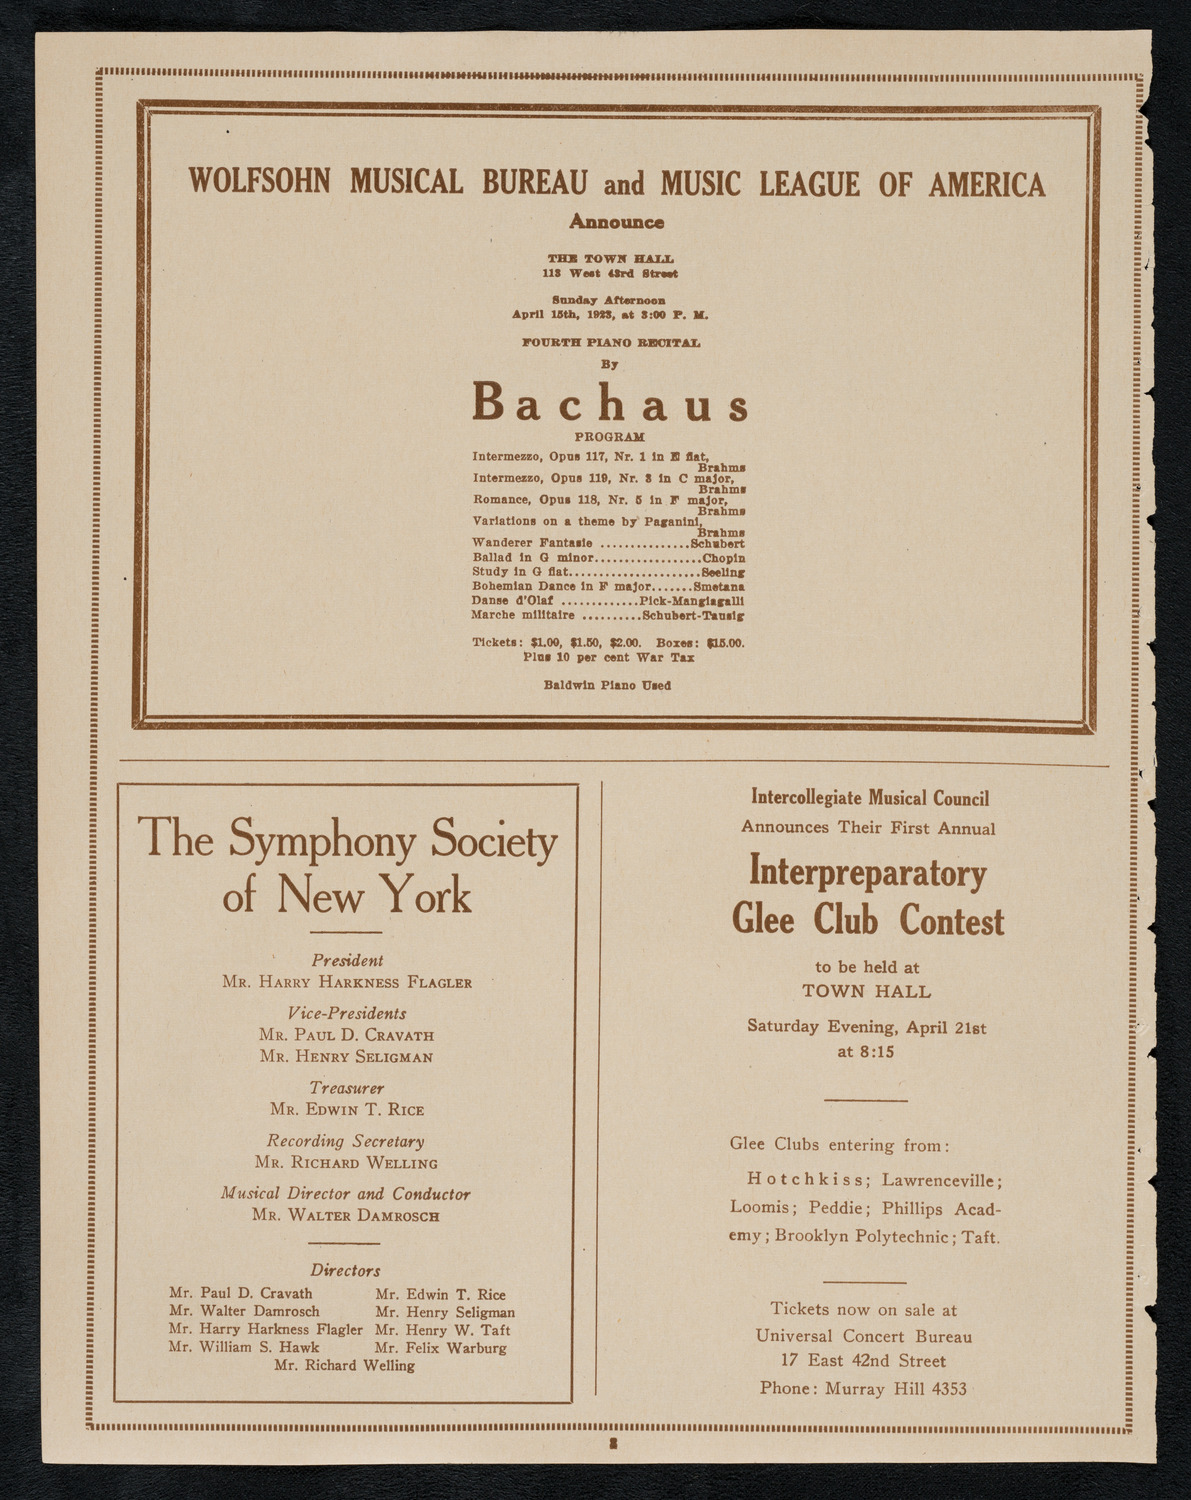 WOLFSOHN MUSICAL BUREAU and MUSIC LEAGUE OF AMERICA
Announce
THE TOWN HALL
113 West 43rd Street
Sunday Afternoon
April 15th, 1923, at 3:00 P. M.
FOURTH PIANO RECITAL
By
Bachaus
PROGRAM
Intermezzo, Opus 117, Nr. 1 in E flat,
Brahms
Intermezzo, Opus 119, Nr. 3 in C major,
Brahms
Romance, Opus 118, Nr. 5 in F major,
Brahms
Variations on a theme by Paganini,
Brahms
Wanderer Fantasie ...............Schubert
Ballad in G minor..................Chopin
Study in G flat......................Seeling
Bohemian Dance in F major.......Smetana
Danse d'Olaf .............Pick-Mangiagalli
Marche militaire ..........Schubert-Tausig
Tickets: $1.00, $1.50, $2.00. Boxes: $15.00.
Plus 10 per cent War Tax
Baldwin Piano Used
The Symphony Society
of New York
President
MR. HARRY HARKNESS FLAGLER
Vice-Presidents
MR. PAUL D. CRAVATH
MR. HENRY SELIGMAN
Treasurer
MR. EDWIN T. RICE
Recording Secretary
MR. RICHARD WELLING
Musical Director and Conductor
MR. WALTER DAMROSCH
Directors
Mr. Paul D. Cravath Mr. Edwin T. Rice
Mr. Walter Damrosch Mr. Henry Seligman
Mr. Harry Harkness Flagler Mr. Henry W. Taft
Mr. William S. Hawk Mr. Felix Warburg
Mr. Richard Welling
Intercollegiate Musical Council
Announces Their First Annual
Interpreparatory
Glee Club Contest
to be held at
TOWN HALL
Saturday Evening, April 21st
at 8:15
Glee Clubs entering from:
Hotchkiss; Lawrenceville;
Loomis; Peddie; Phillips Acad-
emy; Brooklyn Polytechnic; Taft.
Tickets now on sale at
Universal Concert Bureau
17 East 42nd Street
Phone: Murray Hill 4353